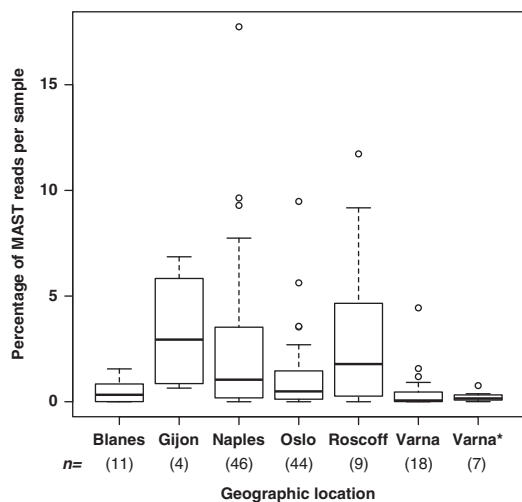 Percentage of MAST reads per sample
15
10
5
0
Blanes Gijon Naples Oslo Roscoff Varna Varna*
n= (11) (4) (46) (44) (9) (18) (7)
Geographic location